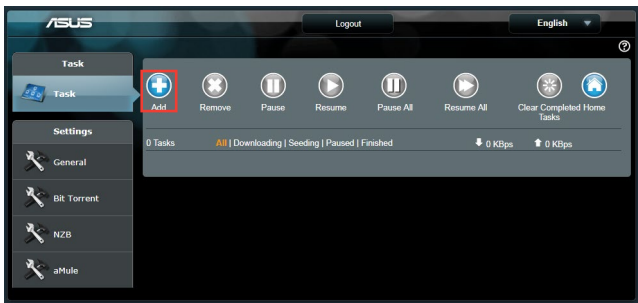 ASUS
Logout
English
?
Task
Task
Add
Remove
Pause
Resume
Pause All
Resume All
Clear Completed Tasks
Home
0 Tasks
All | Downloading | Seeding | Paused | Finished
0 KBps
0 KBps
Settings
General
Bit Torrent
NZB
aMule